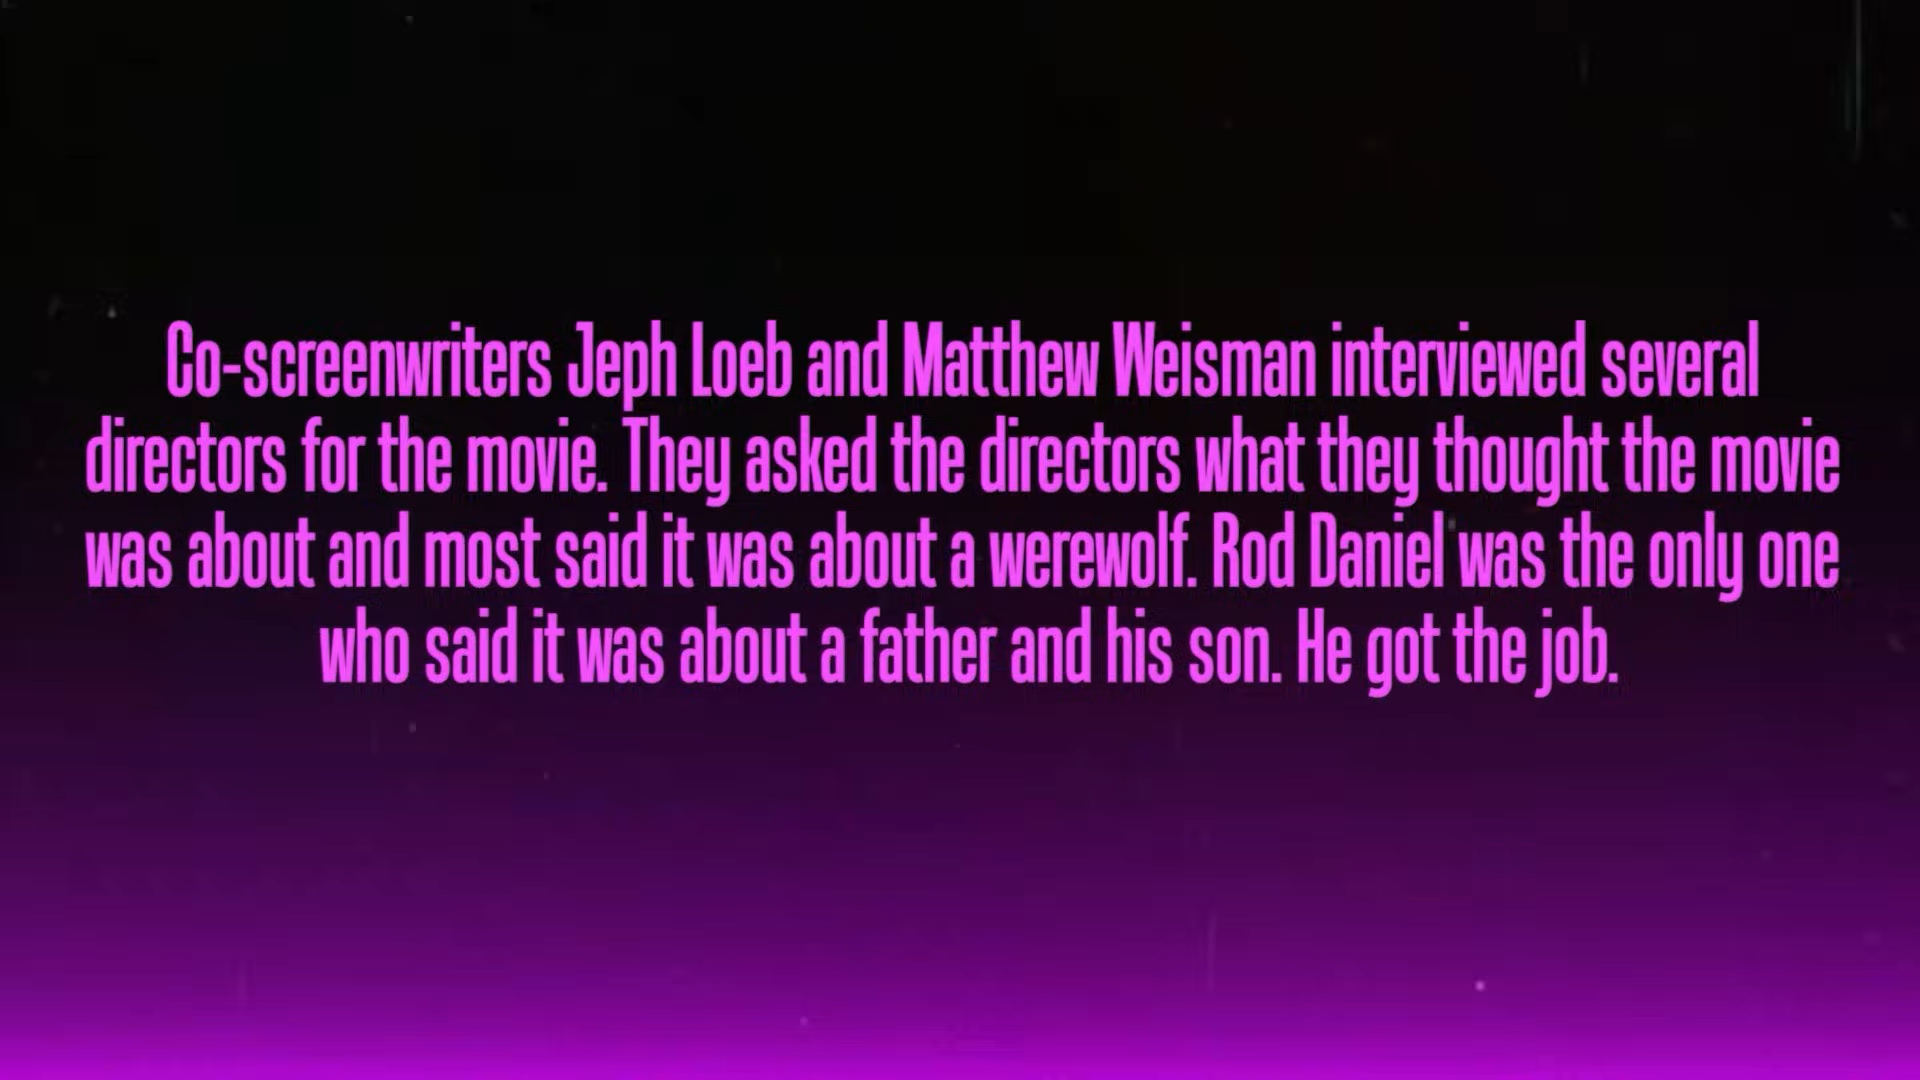 Co-screenwriters Jeph Loeb and Matthew Weisman interviewed several
directors for the movie. They asked the directors what they thought the movie
was about and most said it was about a werewolf. Rod Daniel was the only one
who said it was about a father and his son. He got the job.